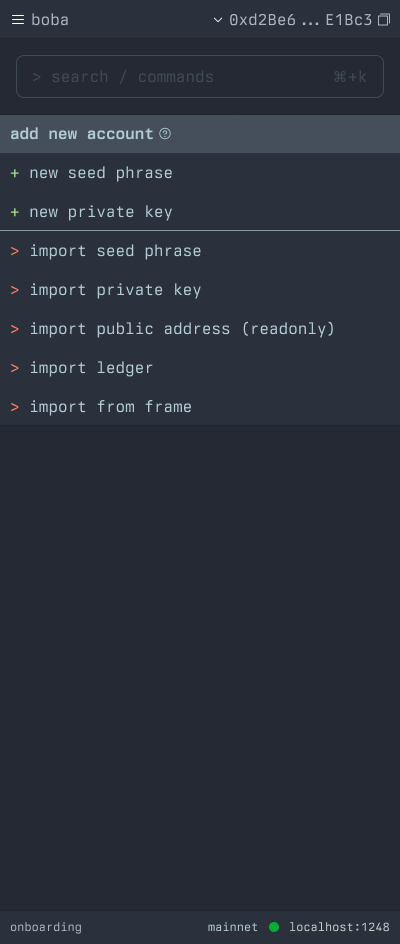 boba 0xd2Be6...E1Bc3
> search / commands ⌘+k
add new account
+ new seed phrase
+ new private key
> import seed phrase
> import private key
> import public address (readonly)
> import ledger
> import from frame
onboarding mainnet localhost:1248